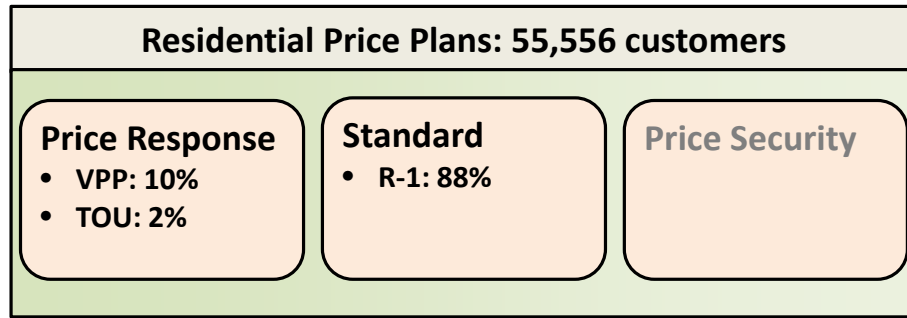 Residential Price Plans: 55,556 customers
Price Response
• VPP: 10%
• TOU: 2%
Standard
• R-1: 88%
Price Security